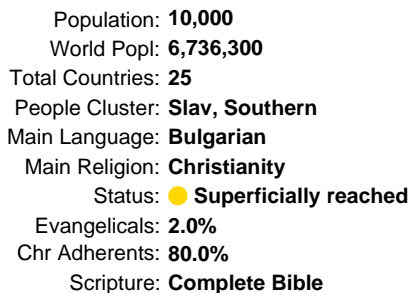 Population: 10,000
World Popl: 6,736,300
Total Countries: 25
People Cluster: Slav, Southern
Main Language: Bulgarian
Main Religion: Christianity
Status: Superficially reached
Evangelicals: 2.0%
Chr Adherents: 80.0%
Scripture: Complete Bible